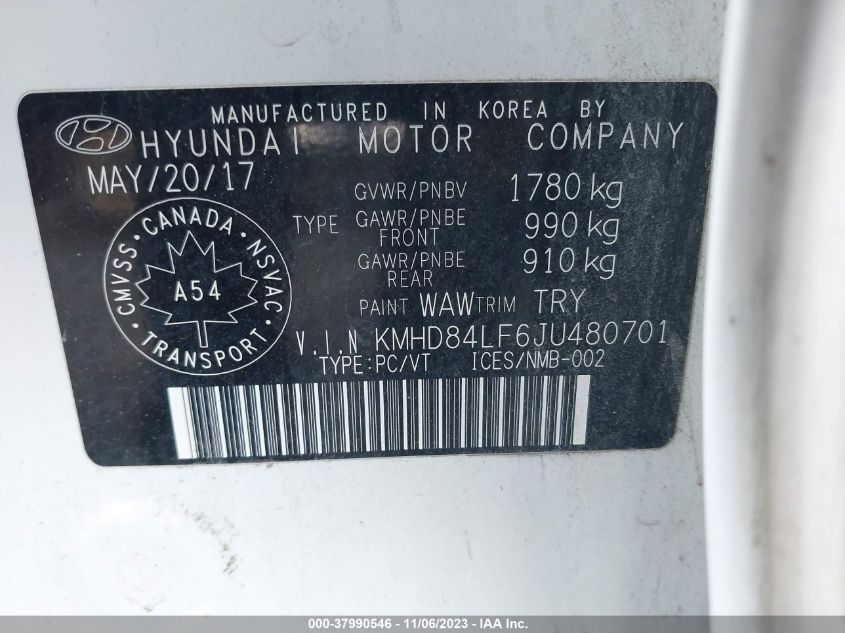 MANUFACTURED IN KOREA BY
HYUNDAI MOTOR COMPANY
MAY/20/17
GVWR/PNBV 1780 kg
TYPE GAWR/PNBE FRONT 990 kg
GAWR/PNBE REAR 910 kg
PAINT WAW TRIM TRY
CMVSS · CANADA · NSVAC
A54
TRANSPORT
V.I.N KMHD84LF6JU480701
TYPE:PC/VT ICES/NMB-002
000-37990546 - 11/06/2023 - IAA Inc.